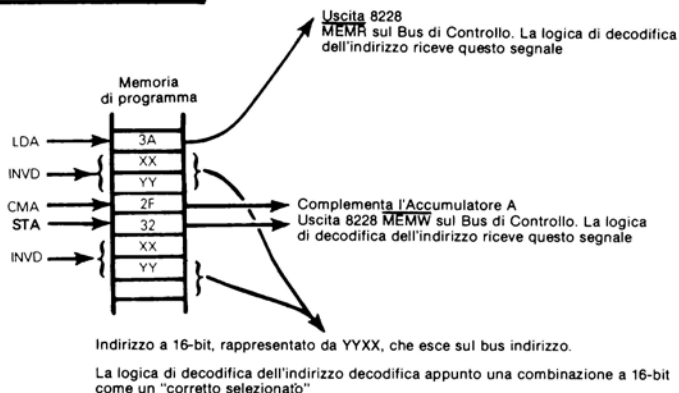 Uscita 8228
MEMR sul Bus di Controllo. La logica di decodifica
dell'indirizzo riceve questo segnale
Memoria
di programma
LDA
3A
INVD
XX
YY
CMA
2F
Complementa l'Accumulatore A
STA
32
Uscita 8228 MEMW sul Bus di Controllo. La logica
di decodifica dell'indirizzo riceve questo segnale
INVD
XX
YY
Indirizzo a 16-bit, rappresentato da YYXX, che esce sul bus indirizzo.
La logica di decodifica dell'indirizzo decodifica appunto una combinazione a 16-bit
come un "corretto selezionato"